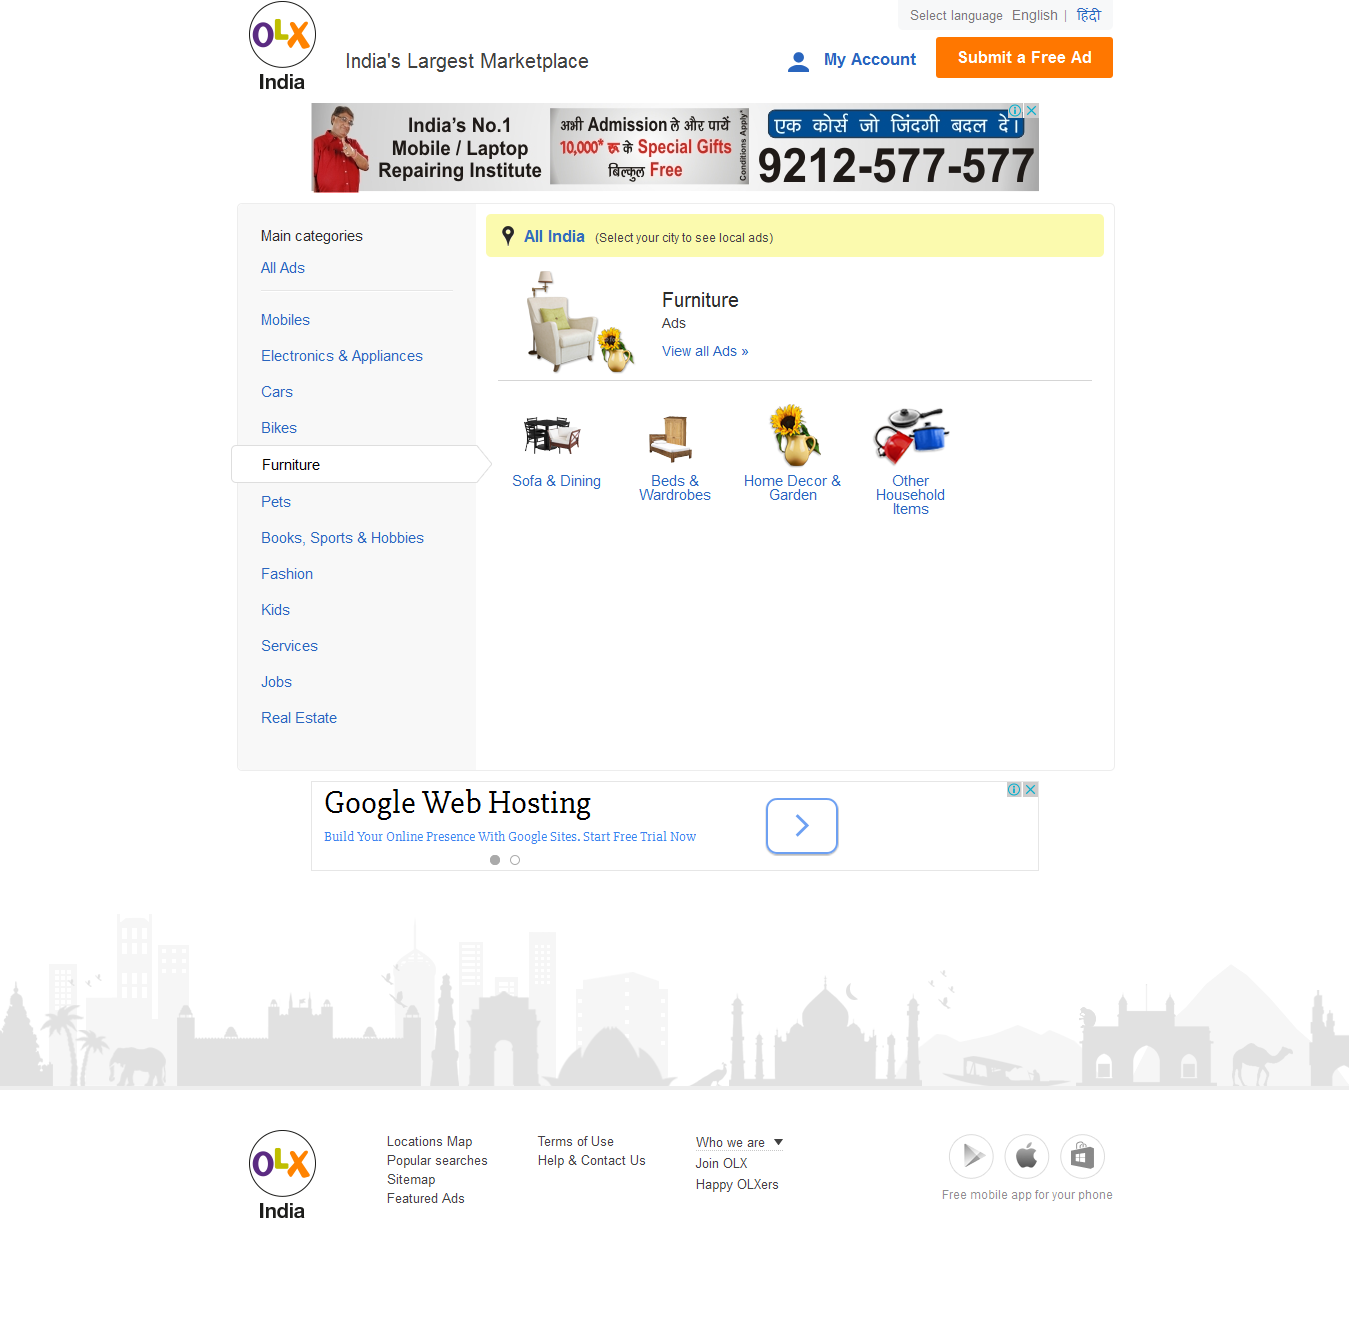 OLX
India
India's Largest Marketplace
Select language English | हिंदी
My Account
Submit a Free Ad
India's No.1
Mobile / Laptop
Repairing Institute
अभी Admission ले और पायें
10,000* रू के Special Gifts
बिल्कुल Free
Conditions Apply*
एक कोर्स जो जिंदगी बदल दे।
9212-577-577
Main categories
All Ads
Mobiles
Electronics & Appliances
Cars
Bikes
Furniture
Pets
Books, Sports & Hobbies
Fashion
Kids
Services
Jobs
Real Estate
All India (Select your city to see local ads)
Furniture
Ads
View all Ads »
Sofa & Dining
Beds &
Wardrobes
Home Decor &
Garden
Other
Household
Items
Google Web Hosting
Build Your Online Presence With Google Sites. Start Free Trial Now
OLX
India
Locations Map
Popular searches
Sitemap
Featured Ads
Terms of Use
Help & Contact Us
Who we are
Join OLX
Happy OLXers
Free mobile app for your phone